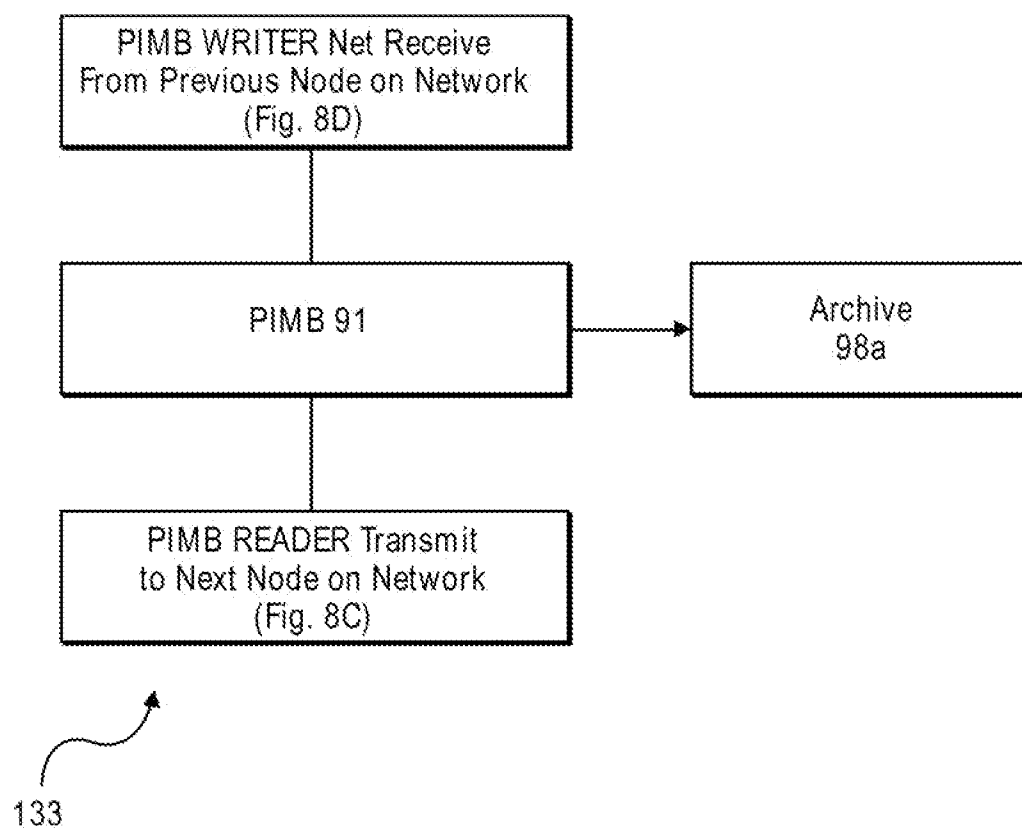 PIMB WRITER Net Receive
From Previous Node on Network
(Fig. 8D)
PIMB 91
Archive
98a
PIMB READER Transmit
to Next Node on Network
(Fig. 8C)
133